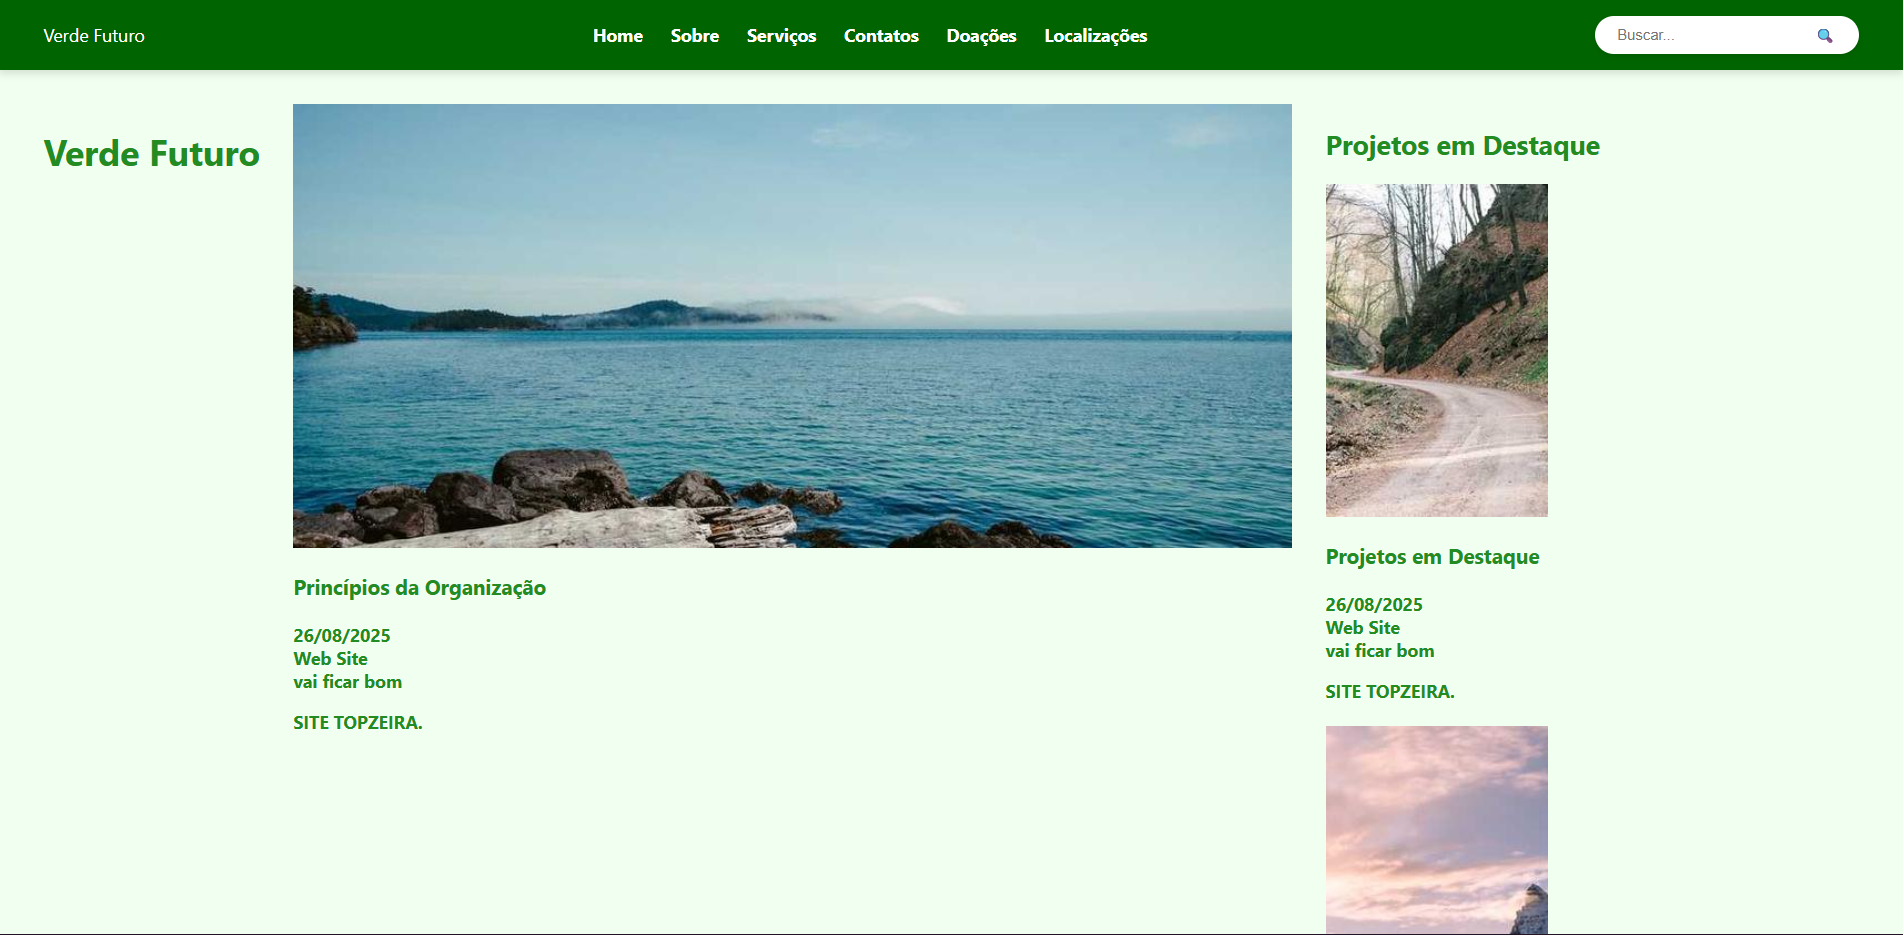 Verde Futuro
Home Sobre Serviços Contatos Doações Localizações
Buscar...
Verde Futuro
Princípios da Organização
26/08/2025
Web Site
vai ficar bom
SITE TOPZEIRA.
Projetos em Destaque
Projetos em Destaque
26/08/2025
Web Site
vai ficar bom
SITE TOPZEIRA.